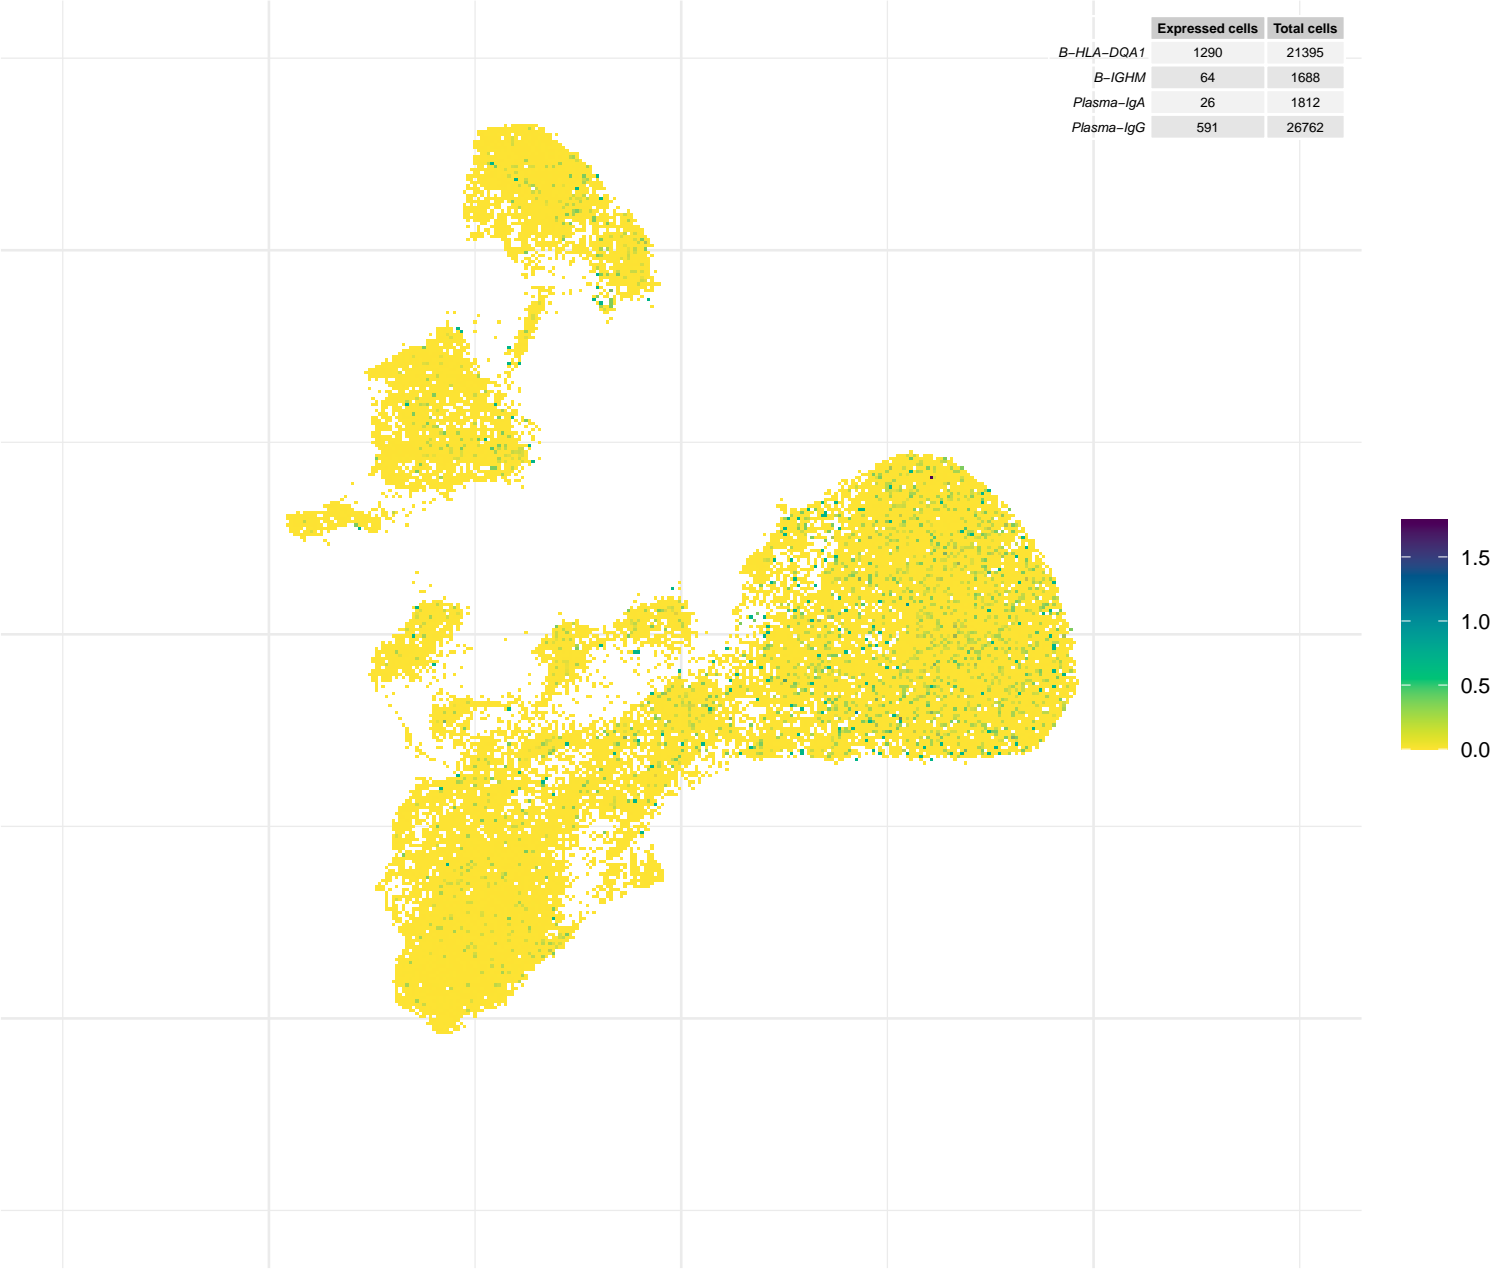 Expressed cells Total cells
B−HLA−DQA1 1290 21395
B−IGHM 64 1688
Plasma−IgA 26 1812
Plasma−IgG 591 26762
1.5
1.0
0.5
0.0